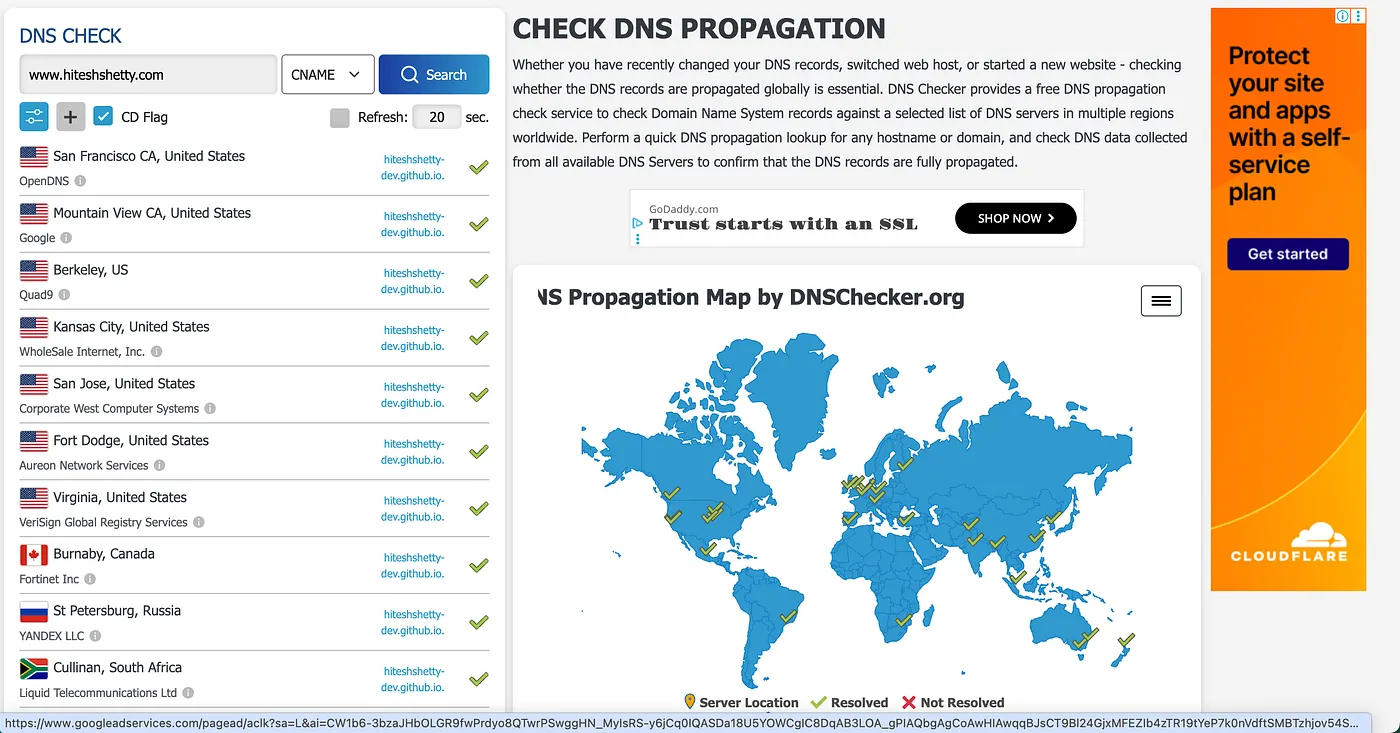 DNS CHECK
www.hiteshshetty.com
CNAME
Search
CD Flag
Refresh:
20
sec.
San Francisco CA, United States
OpenDNS
hiteshshetty-
dev.github.io.
Mountain View CA, United States
Google
hiteshshetty-
dev.github.io.
Berkeley, US
Quad9
hiteshshetty-
dev.github.io.
Kansas City, United States
WholeSale Internet, Inc.
hiteshshetty-
dev.github.io.
San Jose, United States
Corporate West Computer Systems
hiteshshetty-
dev.github.io.
Fort Dodge, United States
Aureon Network Services
hiteshshetty-
dev.github.io.
Virginia, United States
VeriSign Global Registry Services
hiteshshetty-
dev.github.io.
Burnaby, Canada
Fortinet Inc
hiteshshetty-
dev.github.io.
St Petersburg, Russia
YANDEX LLC
hiteshshetty-
dev.github.io.
Cullinan, South Africa
Liquid Telecommunications Ltd
hiteshshetty-
dev.github.io.
CHECK DNS PROPAGATION
Whether you have recently changed your DNS records, switched web host, or started a new website - checking
whether the DNS records are propagated globally is essential. DNS Checker provides a free DNS propagation
check service to check Domain Name System records against a selected list of DNS servers in multiple regions
worldwide. Perform a quick DNS propagation lookup for any hostname or domain, and check DNS data collected
from all available DNS Servers to confirm that the DNS records are fully propagated.
GoDaddy.com
Trust starts with an SSL
SHOP NOW
NS Propagation Map by DNSChecker.org
Server Location
Resolved
Not Resolved
Protect
your site
and apps
with a self-
service
plan
Get started
CLOUDFLARE